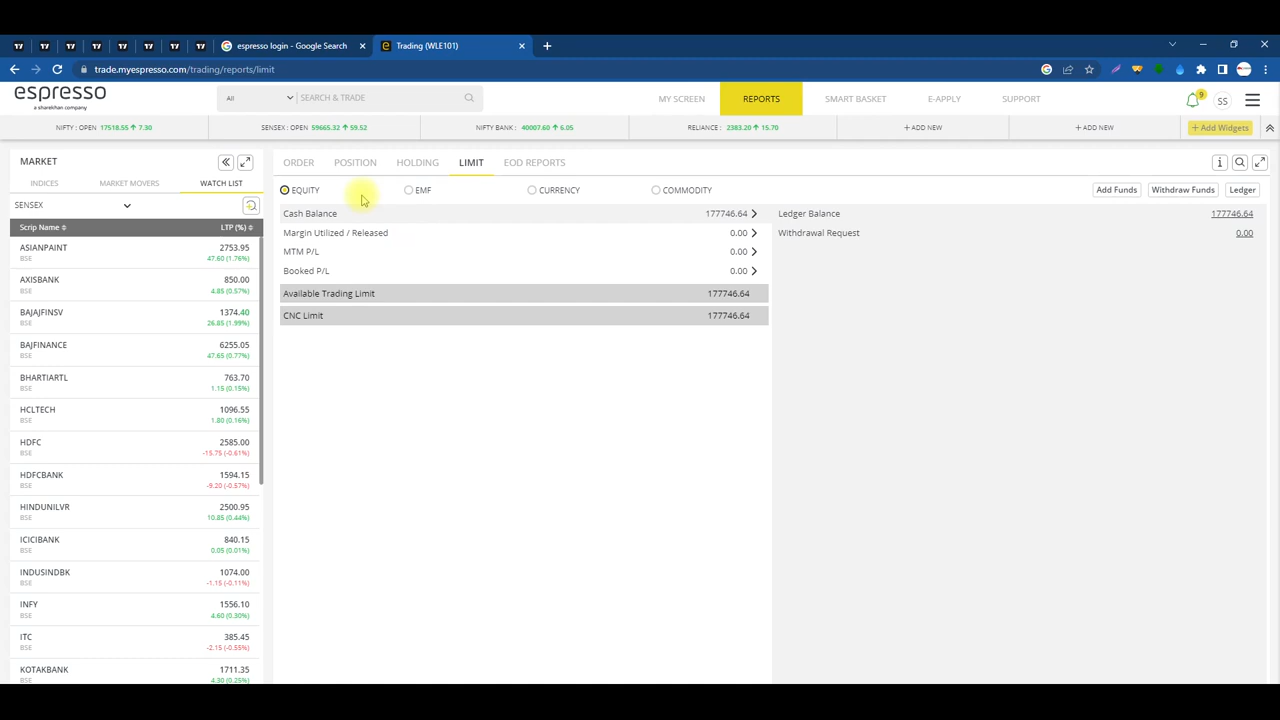 espresso login - Google Search
Trading (WLE101)
trade.myespresso.com/trading/reports/limit
espresso
a sharekhan company
All
SEARCH & TRADE
MY SCREEN
REPORTS
SMART BASKET
E-APPLY
SUPPORT
9
SS
NIFTY : OPEN 17518.55 ↑ 7.30
SENSEX : OPEN 59665.32 ↑ 59.52
NIFTY BANK : 40007.60 ↑ 6.05
RELIANCE : 2383.20 ↑ 15.70
+ ADD NEW
+ ADD NEW
+ Add Widgets
MARKET
INDICES
MARKET MOVERS
WATCH LIST
SENSEX
Scrip Name
LTP (%)
ASIANPAINT 2753.95
BSE 47.60 (1.76%)
AXISBANK 850.00
BSE 4.85 (0.57%)
BAJAJFINSV 1374.40
BSE 26.85 (1.99%)
BAJFINANCE 6255.05
BSE 47.65 (0.77%)
BHARTIARTL 763.70
BSE 1.15 (0.15%)
HCLTECH 1096.55
BSE 1.80 (0.16%)
HDFC 2585.00
BSE -15.75 (-0.61%)
HDFCBANK 1594.15
BSE -9.20 (-0.57%)
HINDUNILVR 2500.95
BSE 10.85 (0.44%)
ICICIBANK 840.15
BSE 0.05 (0.01%)
INDUSINDBK 1074.00
BSE -1.15 (-0.11%)
INFY 1556.10
BSE 4.60 (0.30%)
ITC 385.45
BSE -2.15 (-0.55%)
KOTAKBANK 1711.35
BSE 4.30 (0.25%)
ORDER
POSITION
HOLDING
LIMIT
EOD REPORTS
EQUITY
EMF
CURRENCY
COMMODITY
Add Funds
Withdraw Funds
Ledger
Cash Balance 177746.64
Margin Utilized / Released 0.00
MTM P/L 0.00
Booked P/L 0.00
Available Trading Limit 177746.64
CNC Limit 177746.64
Ledger Balance 177746.64
Withdrawal Request 0.00